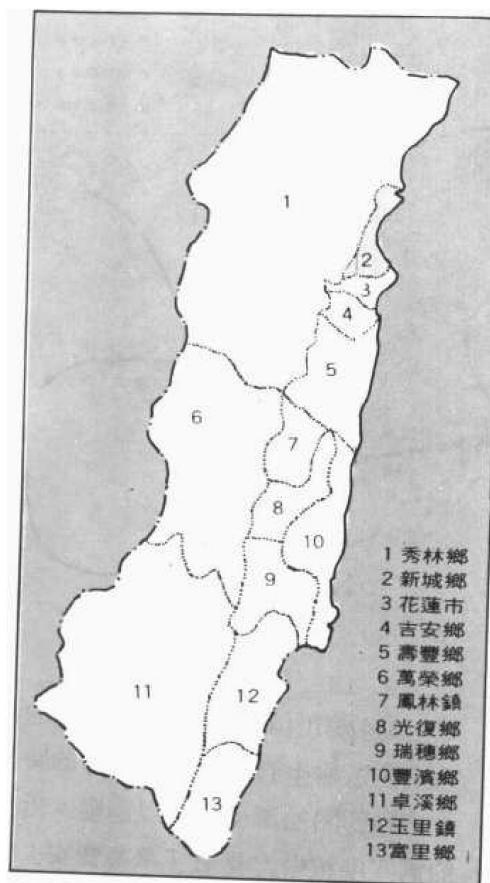 1
2
3
4
5
6
7
8
9
10
11
12
13
1 秀林鄉
2 新城鄉
3 花蓮市
4 吉安鄉
5 壽豐鄉
6 萬榮鄉
7 鳳林鎮
8 光復鄉
9 瑞穗鄉
10 豐濱鄉
11 卓溪鄉
12 玉里鎮
13 富里鄉